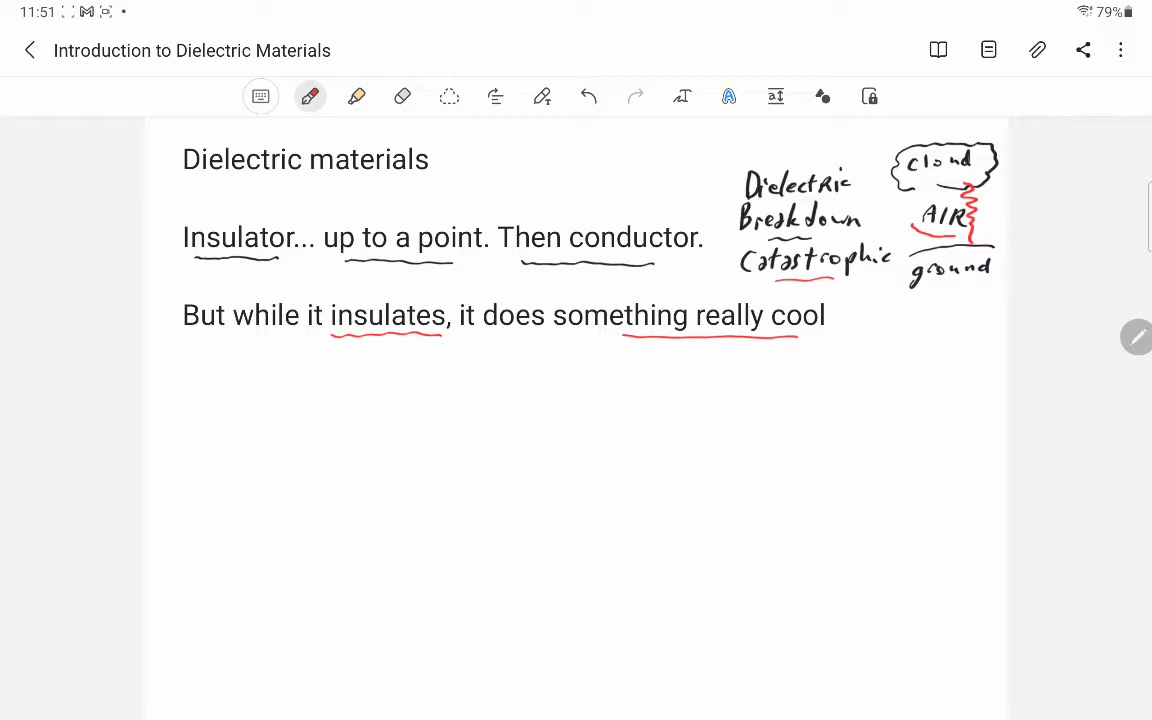 11:51
79%
Introduction to Dielectric Materials
Dielectric materials
Insulator... up to a point. Then conductor.
But while it insulates, it does something really cool
Dielectric
Breakdown
Catastrophic
cloud
AIR
ground